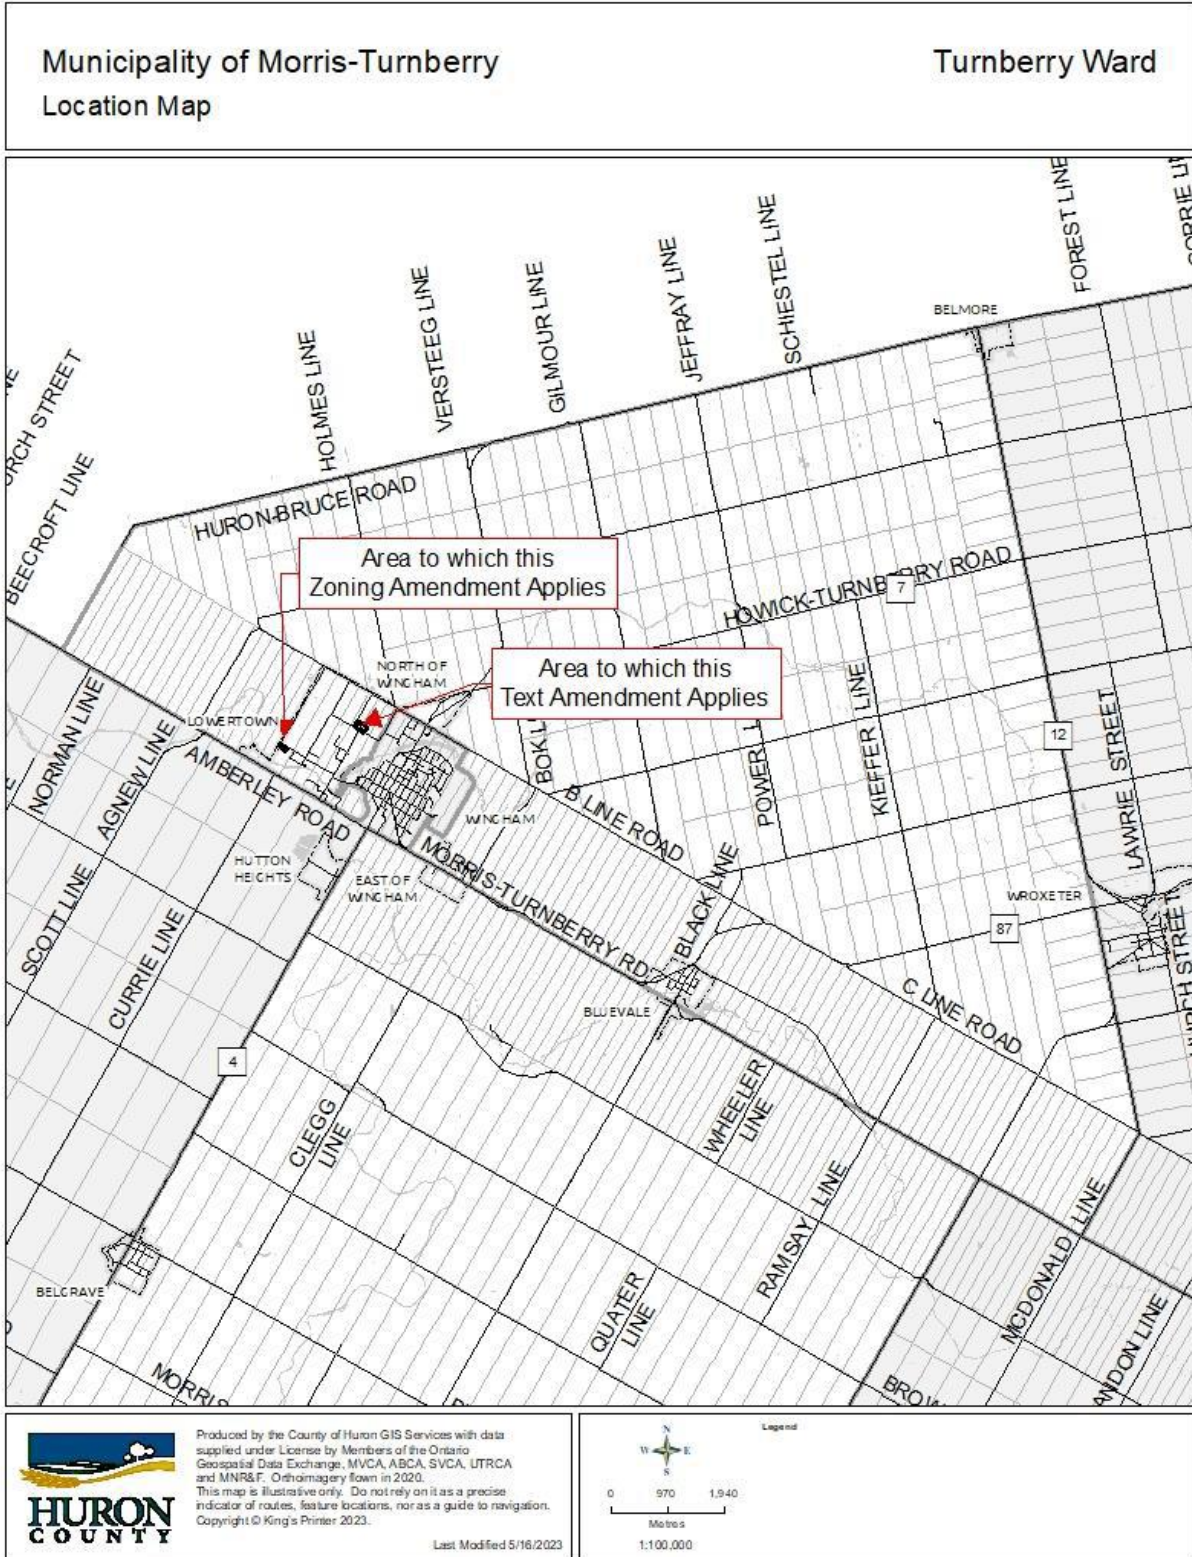 Municipality of Morris-Turnberry
Turnberry Ward
Location Map
FOREST LINE
SCHIESTEL LINE
JEFFRAY LINE
GILMOUR LINE
VERSTEEG LINE
HOLMES LINE
BELMORE
STREET
BEECROFT LINE
HURON-BRUCE ROAD
Area to which this
Zoning Amendment Applies
HOWICK-TURNBERRY ROAD
7
NORTH OF
WINGHAM
Area to which this
Text Amendment Applies
LOWERTOWN
NORMAN LINE
AGNEW LINE
AMBERLEY ROAD
POWER
KIEFFER LINE
12
LAWRIE STREET
B LINE ROAD
WINGHAM
HUTTON
HEIGHTS
EAST OF
WINGHAM
MORRIS-TURNBERRY RD
BLACK LINE
WROXETER
87
SCOTT LINE
CURRIE LINE
C LINE ROAD
BLUEVALE
4
CLEGG
LINE
WHEELER
LINE
RAMSAY LINE
MCDONALD LINE
BELGRAVE
QUATER
LINE
HURON
COUNTY
Produced by the County of Huron GIS Services with data
supplied under License by Members of the Ontario
Geospatial Data Exchange, MVCA, ABCA, SVCA, UTRCA
and MNR&F. Orthoimagery flown in 2020.
This map is illustrative only. Do not rely on it as a precise
indicator of routes, feature locations, nor as a guide to navigation.
Copyright © King's Printer 2023.
Last Modified 5/16/2023
Legend
N
W E
S
0 970 1,940
Metres
1:100,000